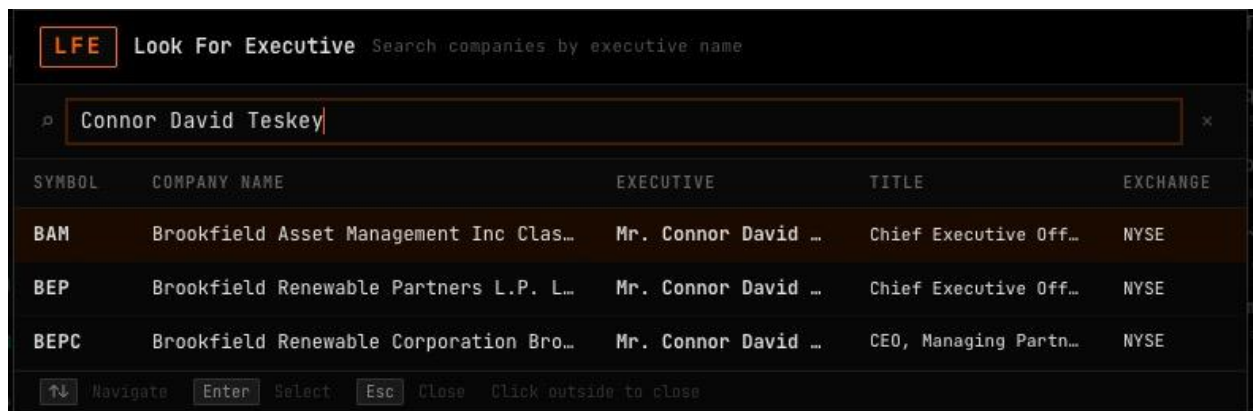 LFE Look For Executive Search companies by executive name
Connor David Teskey ×
SYMBOL COMPANY NAME EXECUTIVE TITLE EXCHANGE
BAM Brookfield Asset Management Inc Clas… Mr. Connor David … Chief Executive Off… NYSE
BEP Brookfield Renewable Partners L.P. L… Mr. Connor David … Chief Executive Off… NYSE
BEPC Brookfield Renewable Corporation Bro… Mr. Connor David … CEO, Managing Partn… NYSE
↑↓ Navigate Enter Select Esc Close Click outside to close